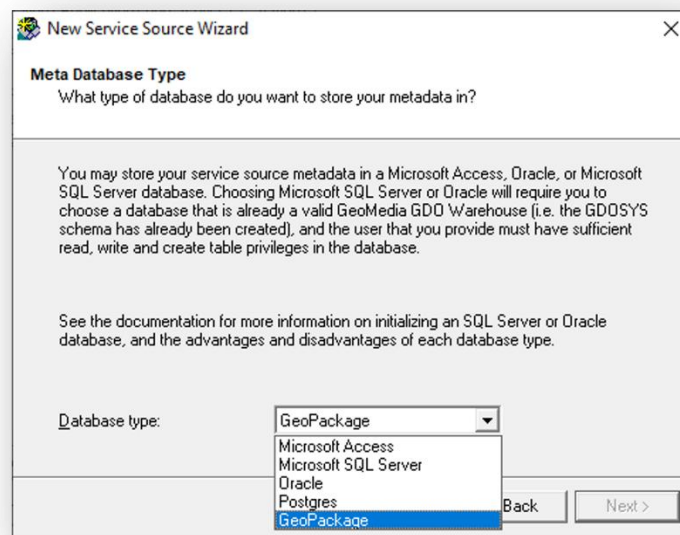 New Service Source Wizard
Meta Database Type
What type of database do you want to store your metadata in?
You may store your service source metadata in a Microsoft Access, Oracle, or Microsoft
SQL Server database. Choosing Microsoft SQL Server or Oracle will require you to
choose a database that is already a valid GeoMedia GDO Warehouse (i.e. the GDOSYS
schema has already been created), and the user that you provide must have sufficient
read, write and create table privileges in the database.
See the documentation for more information on initializing an SQL Server or Oracle
database, and the advantages and disadvantages of each database type.
Database type:
GeoPackage
Microsoft Access
Microsoft SQL Server
Oracle
Postgres
GeoPackage
Back
Next >